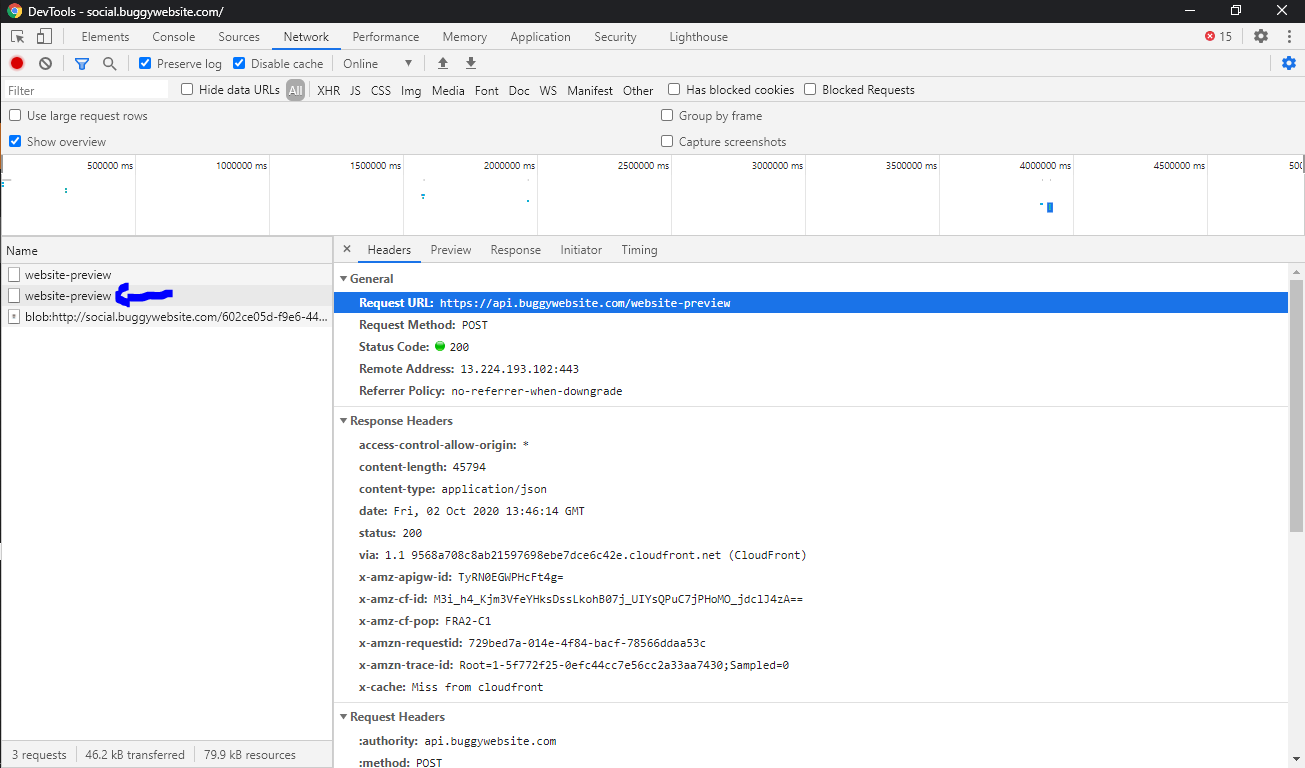 DevTools - social.buggywebsite.com/
Elements Console Sources Network Performance Memory Application Security Lighthouse 15
Preserve log Disable cache Online
Filter Hide data URLs All XHR JS CSS Img Media Font Doc WS Manifest Other Has blocked cookies Blocked Requests
Use large request rows Group by frame
Show overview Capture screenshots
500000 ms 1000000 ms 1500000 ms 2000000 ms 2500000 ms 3000000 ms 3500000 ms 4000000 ms 4500000 ms 500
Name
website-preview
website-preview
blob:http://social.buggywebsite.com/602ce05d-f9e6-44...
3 requests 46.2 kB transferred 79.9 kB resources
× Headers Preview Response Initiator Timing
General
Request URL: https://api.buggywebsite.com/website-preview
Request Method: POST
Status Code: 200
Remote Address: 13.224.193.102:443
Referrer Policy: no-referrer-when-downgrade
Response Headers
access-control-allow-origin: *
content-length: 45794
content-type: application/json
date: Fri, 02 Oct 2020 13:46:14 GMT
status: 200
via: 1.1 9568a708c8ab21597698ebe7dce6c42e.cloudfront.net (CloudFront)
x-amz-apigw-id: TyRN0EGWPHcFt4g=
x-amz-cf-id: M3i_h4_Kjm3VfeYHksDssLkohB07j_UIYsQPuC7jPHoMO_jdclJ4zA==
x-amz-cf-pop: FRA2-C1
x-amzn-requestid: 729bed7a-014e-4f84-bacf-78566ddaa53c
x-amzn-trace-id: Root=1-5f772f25-0efc44cc7e56cc2a33aa7430;Sampled=0
x-cache: Miss from cloudfront
Request Headers
:authority: api.buggywebsite.com
:method: POST